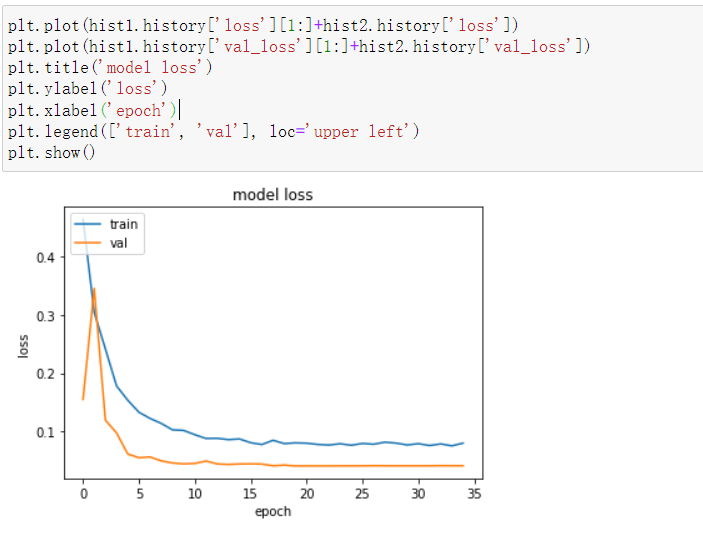 plt.plot(hist1.history['loss'][1:]+hist2.history['loss'])
plt.plot(hist1.history['val_loss'][1:]+hist2.history['val_loss'])
plt.title('model loss')
plt.ylabel('loss')
plt.xlabel('epoch')
plt.legend(['train', 'val'], loc='upper left')
plt.show()
model loss
train
val
0.4
0.3
0.2
0.1
loss
0 5 10 15 20 25 30 35
epoch